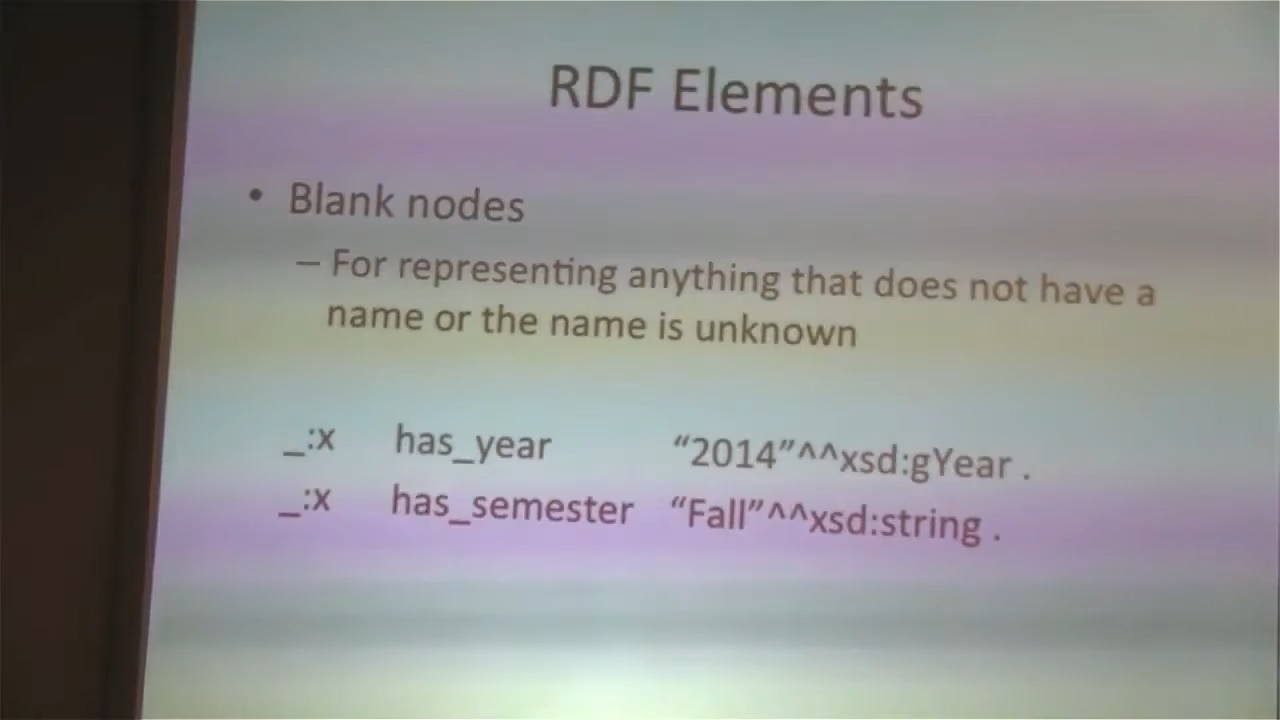 RDF Elements
• Blank nodes
– For representing anything that does not have a
name or the name is unknown
_:x has_year “2014”^^xsd:gYear .
_:x has_semester “Fall”^^xsd:string .